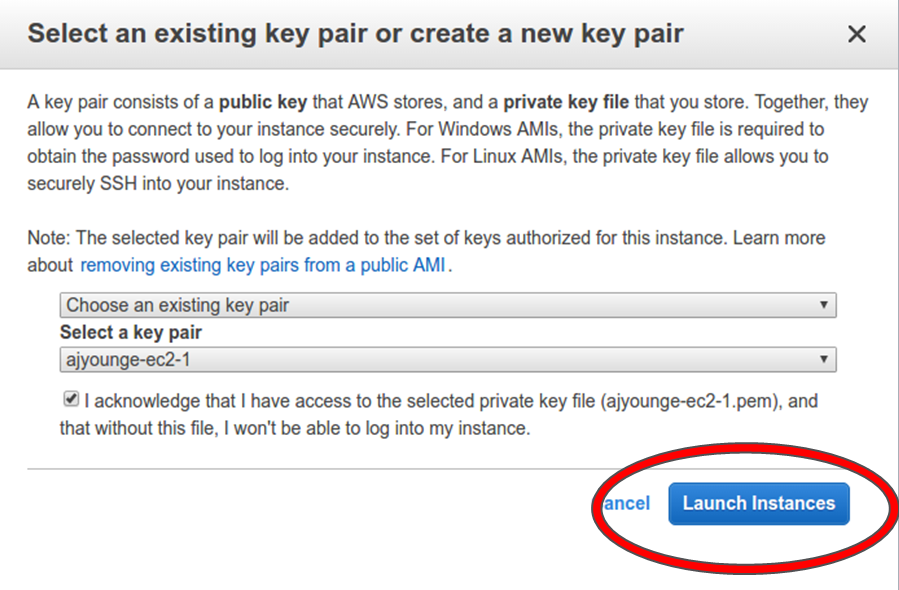 Select an existing key pair or create a new key pair
A key pair consists of a public key that AWS stores, and a private key file that you store. Together, they
allow you to connect to your instance securely. For Windows AMIs, the private key file is required to
obtain the password used to log into your instance. For Linux AMIs, the private key file allows you to
securely SSH into your instance.
Note: The selected key pair will be added to the set of keys authorized for this instance. Learn more
about removing existing key pairs from a public AMI.
Choose an existing key pair
Select a key pair
ajyounge-ec2-1
I acknowledge that I have access to the selected private key file (ajyounge-ec2-1.pem), and
that without this file, I won't be able to log into my instance.
ancel Launch Instances